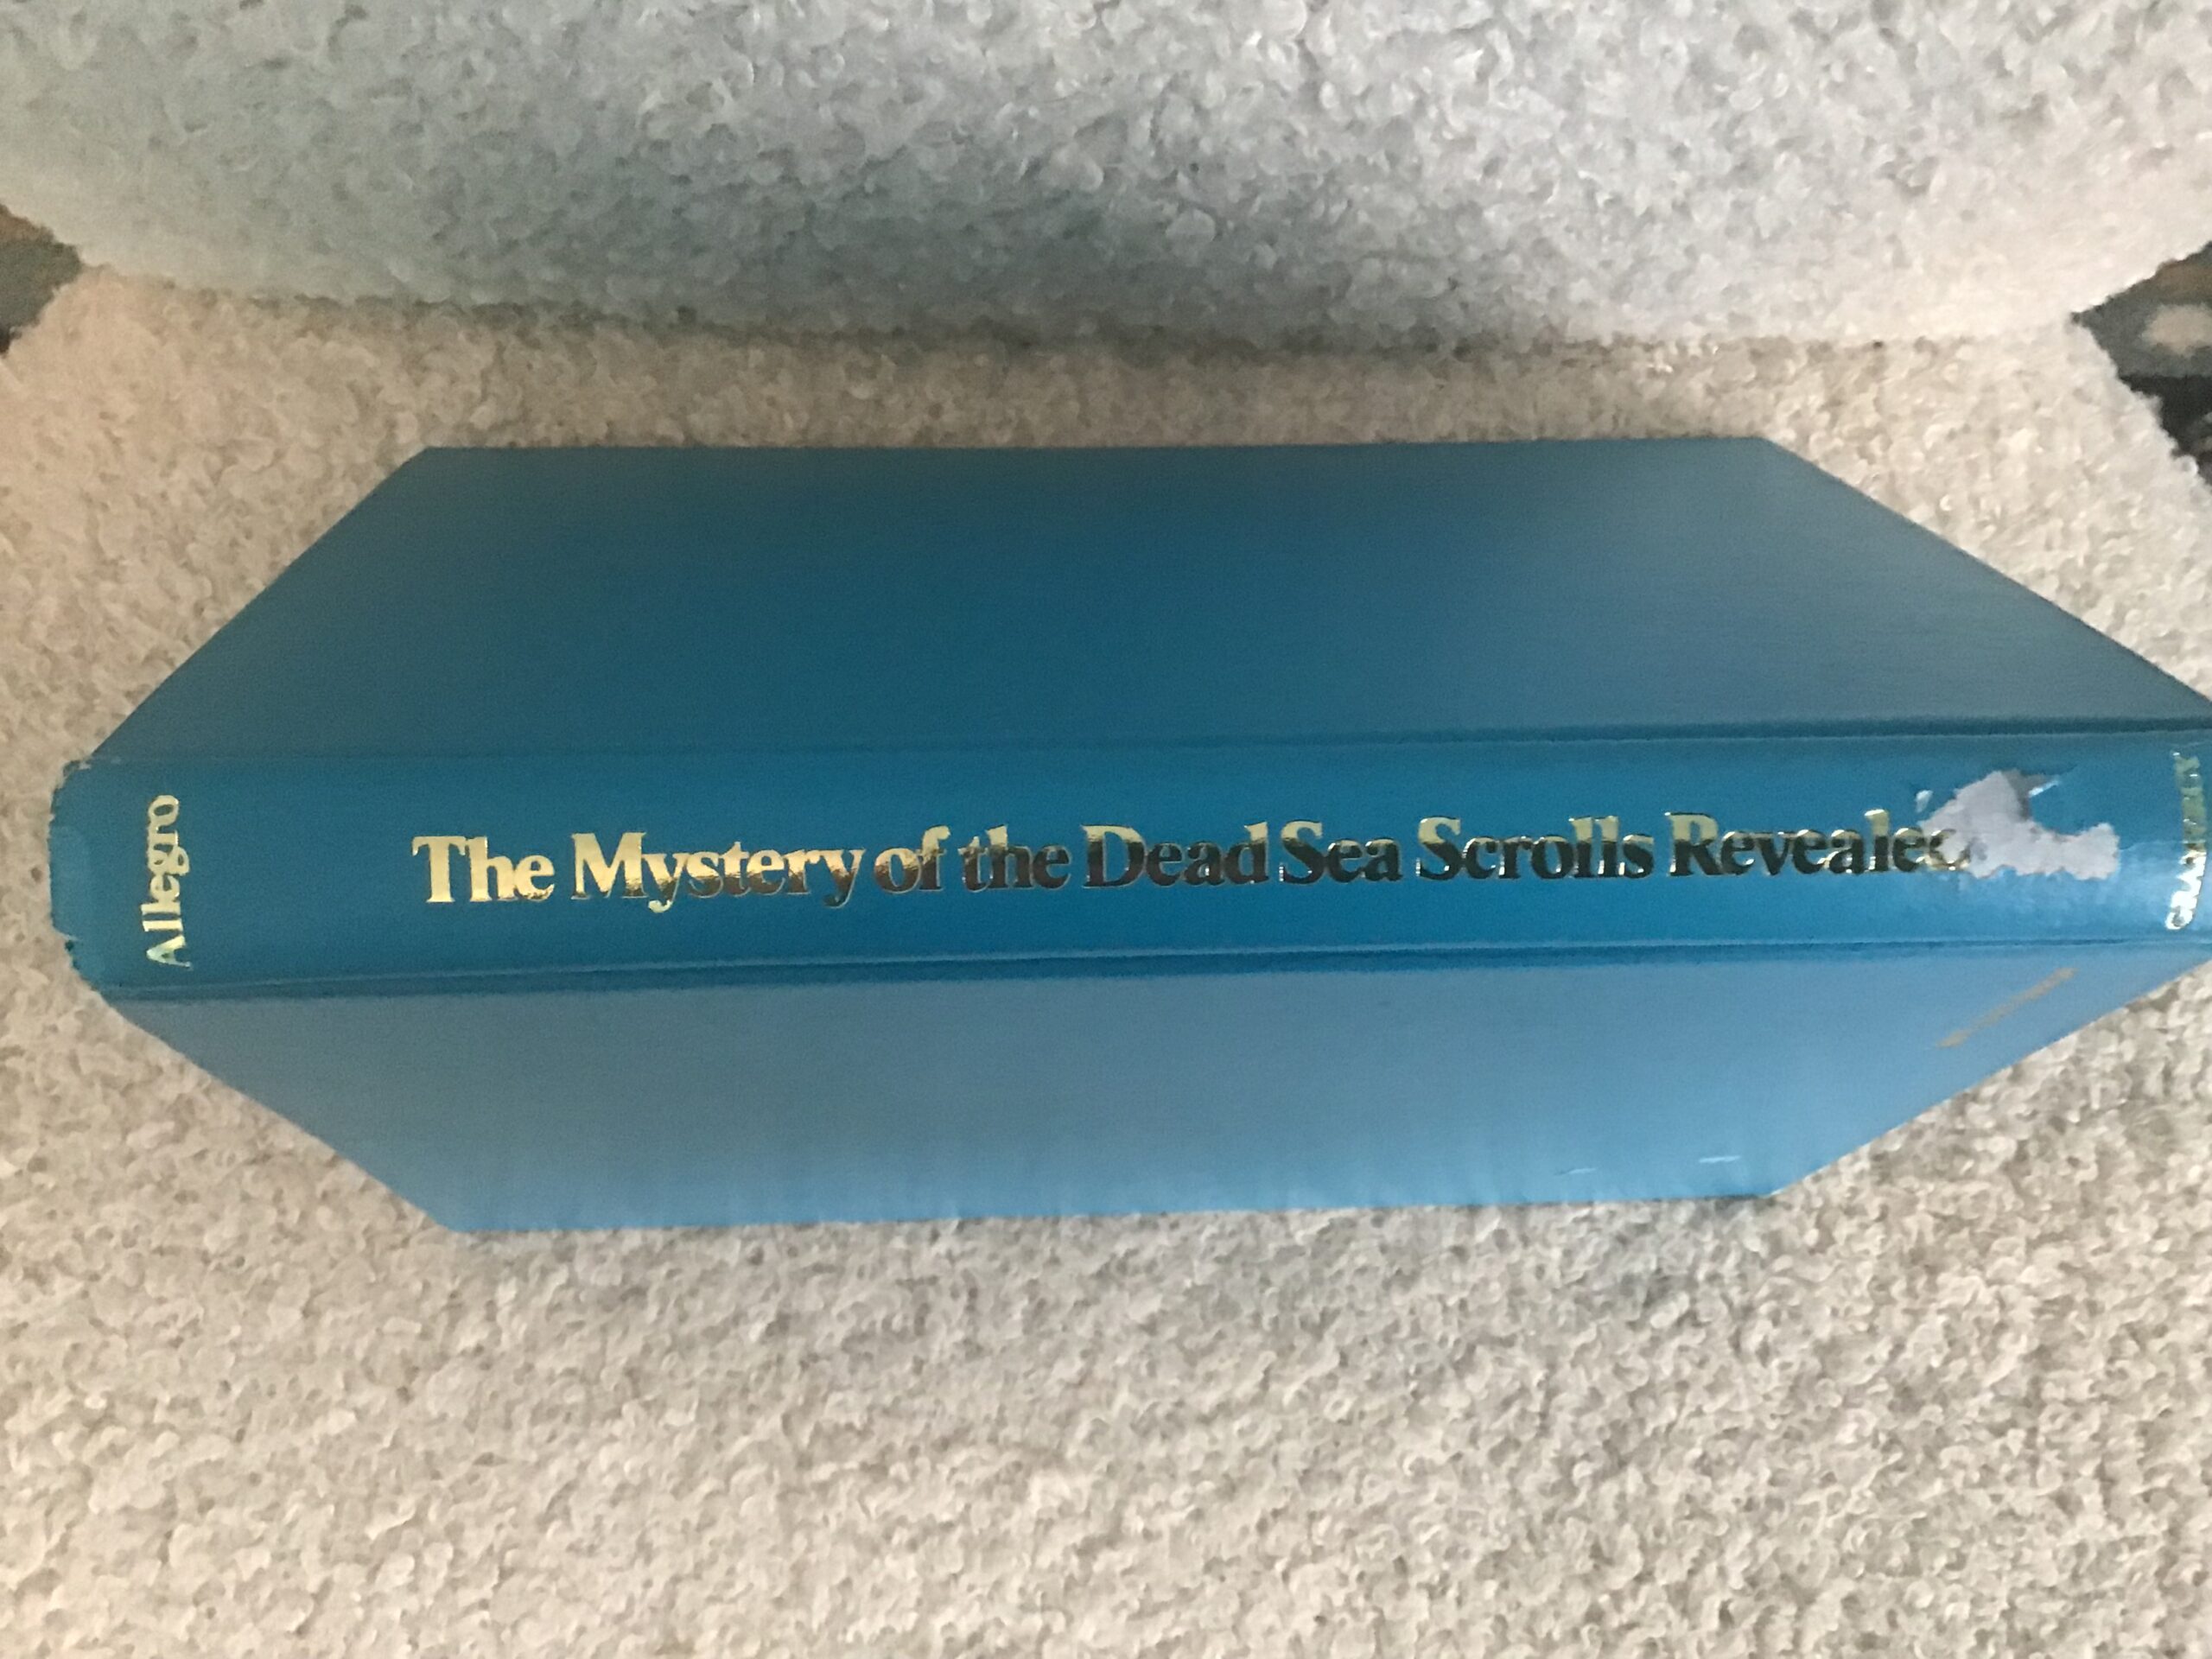 Allegro
The Mystery of the Dead Sea Scrolls Revealed